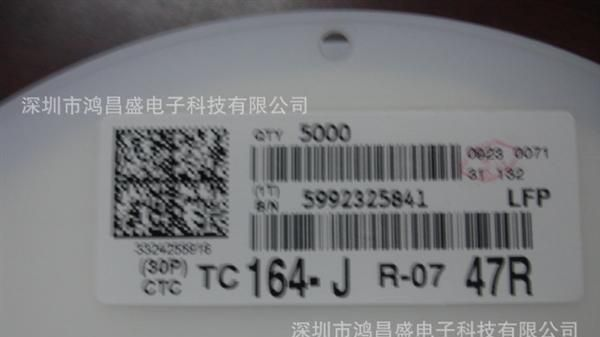 深圳市鸿昌盛电子科技有限公司
QTY 5000
0923 0071
31 132
(1T)
S/N 5992325841 LFP
3324255916
(30P)
CTC TC164-J R-07 47R
深圳市鸿昌盛电子科技有限公司